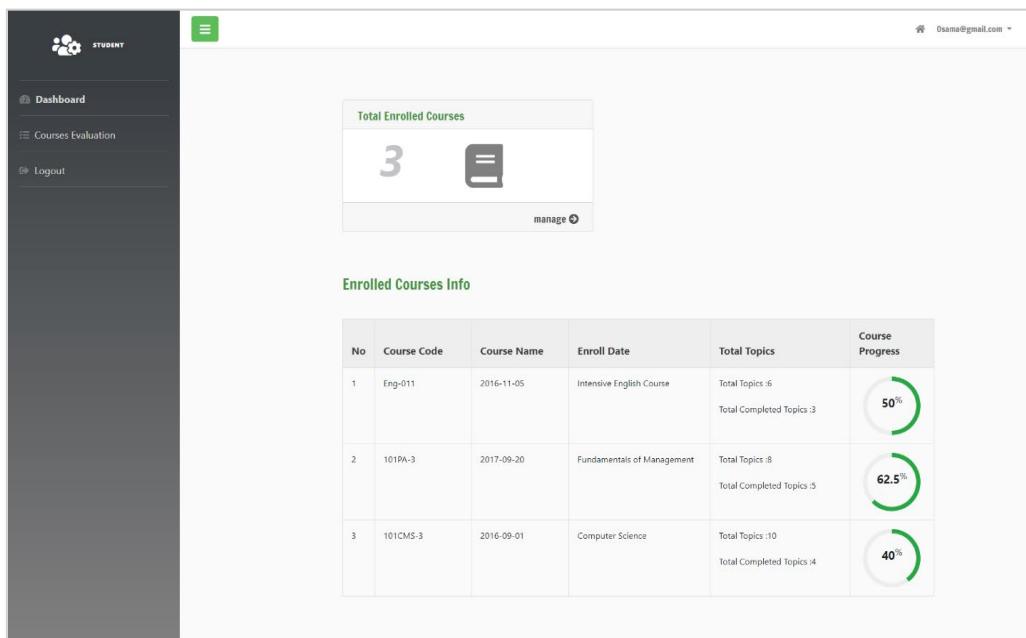 STUDENT
Osama@gmail.com
Dashboard
Courses Evaluation
Logout
Total Enrolled Courses
3
manage
Enrolled Courses Info
No Course Code Course Name Enroll Date Total Topics Course Progress
1 Eng-011 2016-11-05 Intensive English Course Total Topics :6
Total Completed Topics :3
50%
2 101PA-3 2017-09-20 Fundamentals of Management Total Topics :8
Total Completed Topics :5
62.5%
3 101CMS-3 2016-09-01 Computer Science Total Topics :10
Total Completed Topics :4
40%